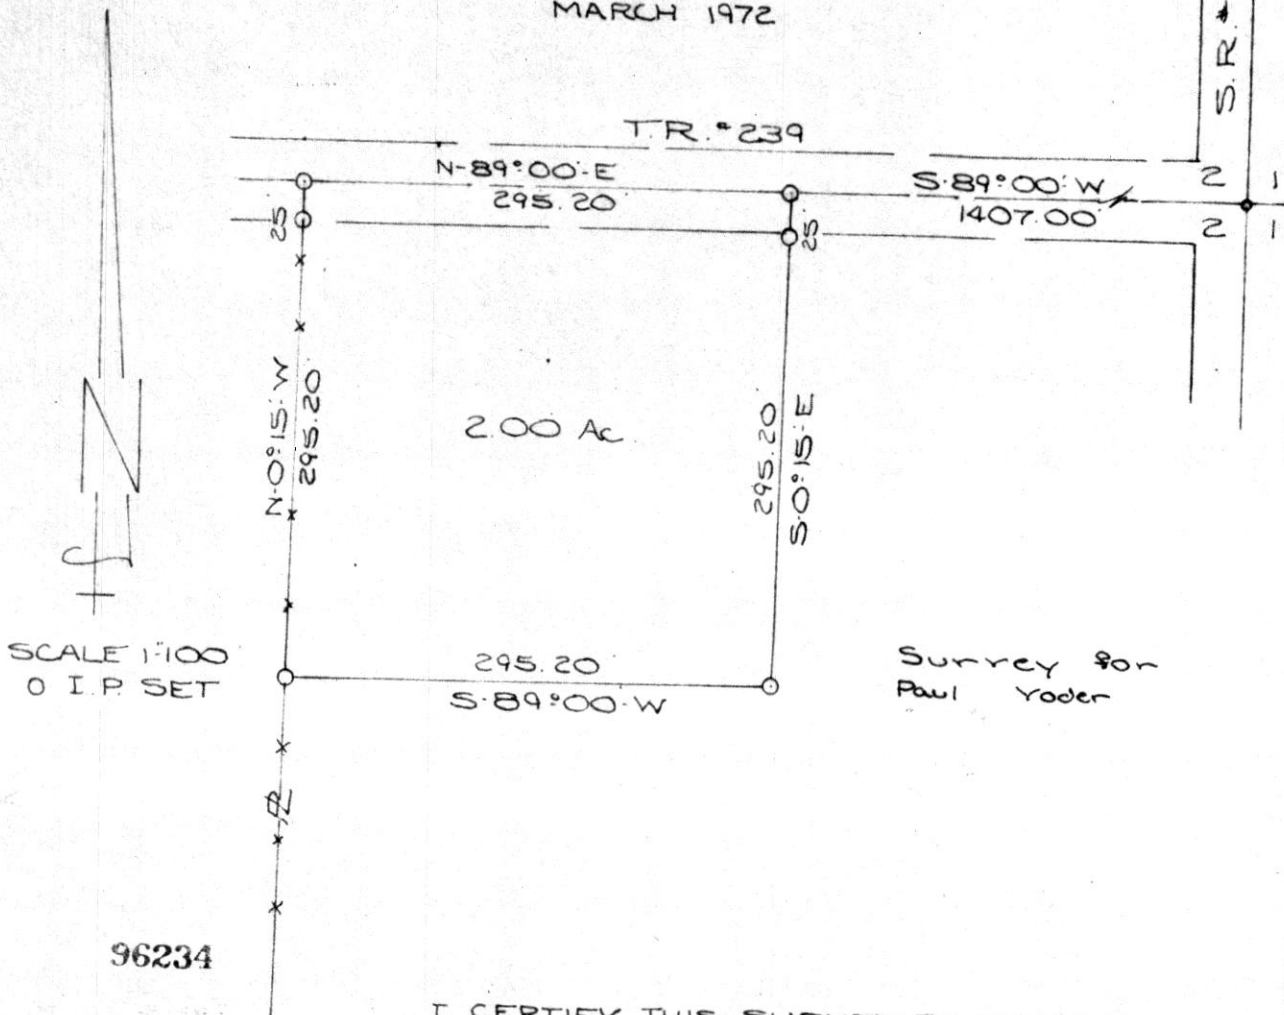 MARCH 1972
S.R.
T.R. #239
N-89°00'-E
295.20
S-89°00'-W
1407.00
2
1
2
1
25
25
N-0°15'-W
295.20
2.00 Ac
295.20
S-0°15'-E
N
S
SCALE 1"=100
O I.P. SET
295.20
S-89°00'-W
Survey for
Paul Yoder
96234
I CERTIFY THIS